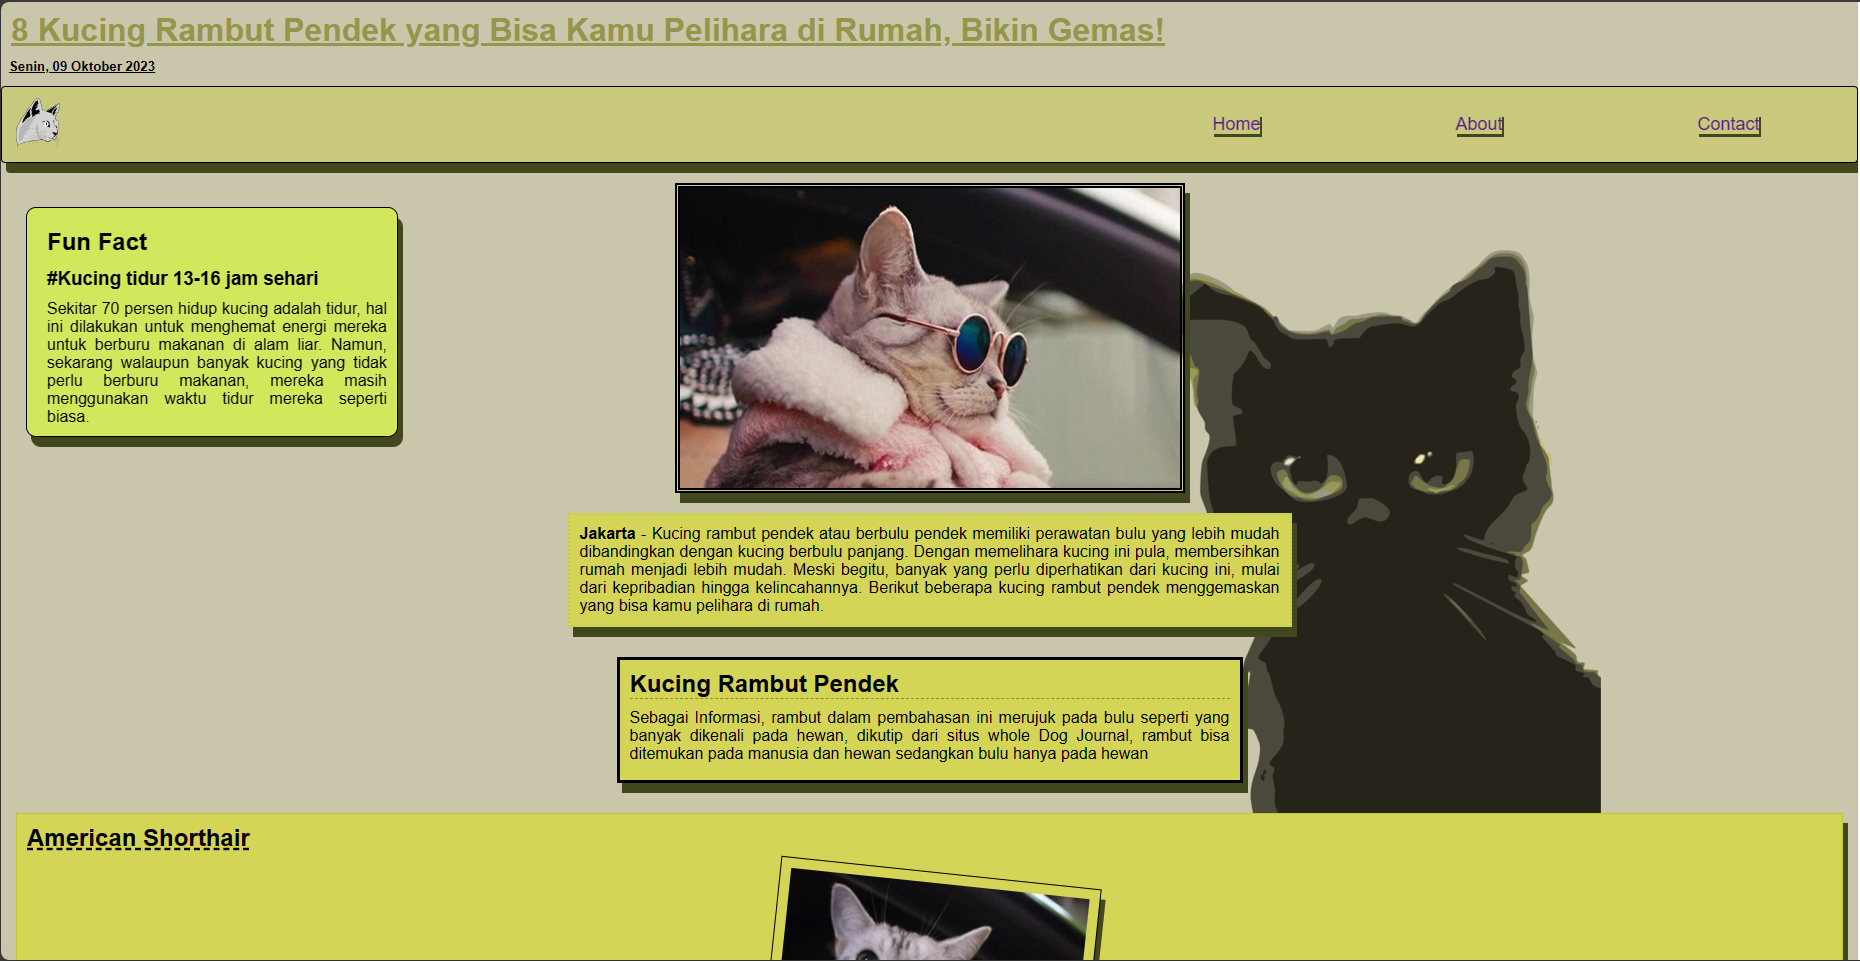 8 Kucing Rambut Pendek yang Bisa Kamu Pelihara di Rumah, Bikin Gemas!
Senin, 09 Oktober 2023
Home
About
Contact
Fun Fact
#Kucing tidur 13-16 jam sehari
Sekitar 70 persen hidup kucing adalah tidur, hal
ini dilakukan untuk menghemat energi mereka
untuk berburu makanan di alam liar. Namun,
sekarang walaupun banyak kucing yang tidak
perlu berburu makanan, mereka masih
menggunakan waktu tidur mereka seperti
biasa.
Jakarta - Kucing rambut pendek atau berbulu pendek memiliki perawatan bulu yang lebih mudah
dibandingkan dengan kucing berbulu panjang. Dengan memelihara kucing ini pula, membersihkan
rumah menjadi lebih mudah. Meski begitu, banyak yang perlu diperhatikan dari kucing ini, mulai
dari kepribadian hingga kelincahannya. Berikut beberapa kucing rambut pendek menggemaskan
yang bisa kamu pelihara di rumah.
Kucing Rambut Pendek
Sebagai Informasi, rambut dalam pembahasan ini merujuk pada bulu seperti yang
banyak dikenali pada hewan, dikutip dari situs whole Dog Journal, rambut bisa
ditemukan pada manusia dan hewan sedangkan bulu hanya pada hewan
American Shorthair